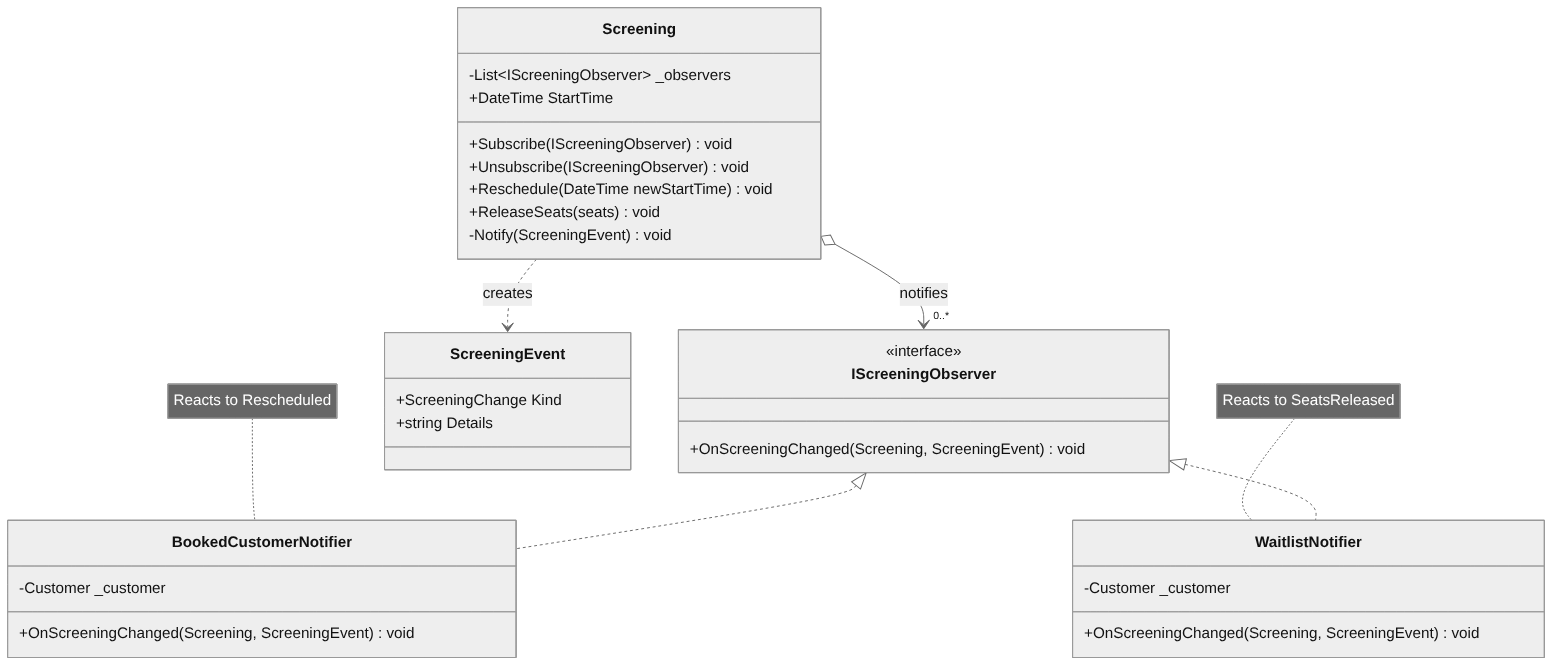 Screening
-List<IScreeningObserver> _observers
+DateTime StartTime
+Subscribe(IScreeningObserver) : void
+Unsubscribe(IScreeningObserver) : void
+Reschedule(DateTime newStartTime) : void
+ReleaseSeats(seats) : void
-Notify(ScreeningEvent) : void
creates
notifies
0..*
ScreeningEvent
+ScreeningChange Kind
+string Details
«interface»
IScreeningObserver
+OnScreeningChanged(Screening, ScreeningEvent) : void
Reacts to Rescheduled
Reacts to SeatsReleased
BookedCustomerNotifier
-Customer _customer
+OnScreeningChanged(Screening, ScreeningEvent) : void
WaitlistNotifier
-Customer _customer
+OnScreeningChanged(Screening, ScreeningEvent) : void